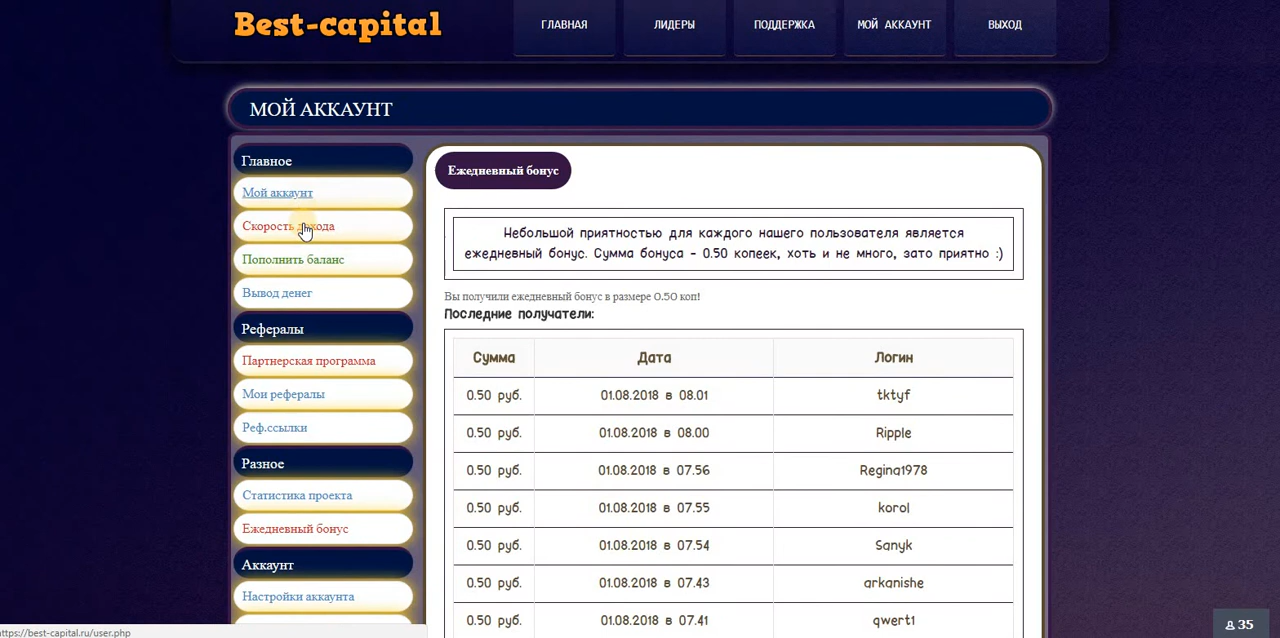 Best-capital
ГЛАВНАЯ
ЛИДЕРЫ
ПОДДЕРЖКА
МОЙ АККАУНТ
ВЫХОД
МОЙ АККАУНТ
Главное
Мой аккаунт
Скорость дохода
Пополнить баланс
Вывод денег
Рефералы
Партнерская программа
Мои рефералы
Реф.ссылки
Разное
Статистика проекта
Ежедневный бонус
Аккаунт
Настройки аккаунта
Ежедневный бонус
Небольшой приятностью для каждого нашего пользователя является
ежедневный бонус. Сумма бонуса - 0.50 копеек, хоть и не много, зато приятно :)
Вы получили ежедневный бонус в размере 0.50 коп!
Последние получатели:
Сумма Дата Логин
0.50 руб. 01.08.2018 в 08.01 tktyf
0.50 руб. 01.08.2018 в 08.00 Ripple
0.50 руб. 01.08.2018 в 07.56 Regina1978
0.50 руб. 01.08.2018 в 07.55 korol
0.50 руб. 01.08.2018 в 07.54 Sanyk
0.50 руб. 01.08.2018 в 07.43 arkanishe
0.50 руб. 01.08.2018 в 07.41 qwert1
https://best-capital.ru/user.php
35